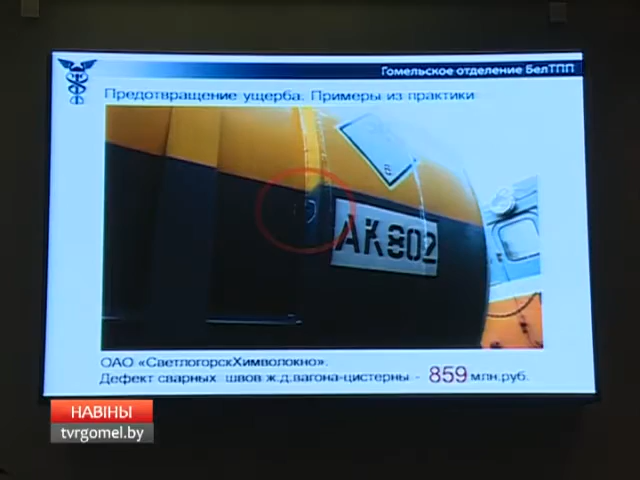 Гомельское отделение БелТПП
Предотвращение ущерба. Примеры из практики
АК802
ОАО «СветлогорскХимволокно».
Дефект сварных швов ж.д.вагона-цистерны - 859 млн.руб.
НАВІНЫ
tvrgomel.by